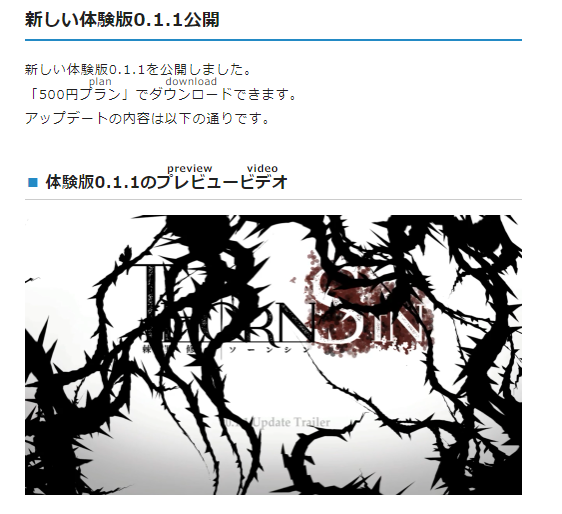 新しい体験版0.1.1公開
新しい体験版0.1.1を公開しました。
plan download
「500円プラン」でダウンロードできます。
アップデートの内容は以下の通りです。
preview video
体験版0.1.1のプレビュービデオ
SIN
ソーンシン
Update Trailer